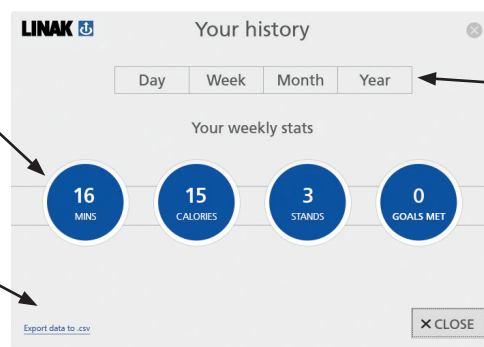 LINAK
Your history
Day Week Month Year
Your weekly stats
16 15 3 0
MINS CALORIES STANDS GOALS MET
Export data to .csv
X CLOSE